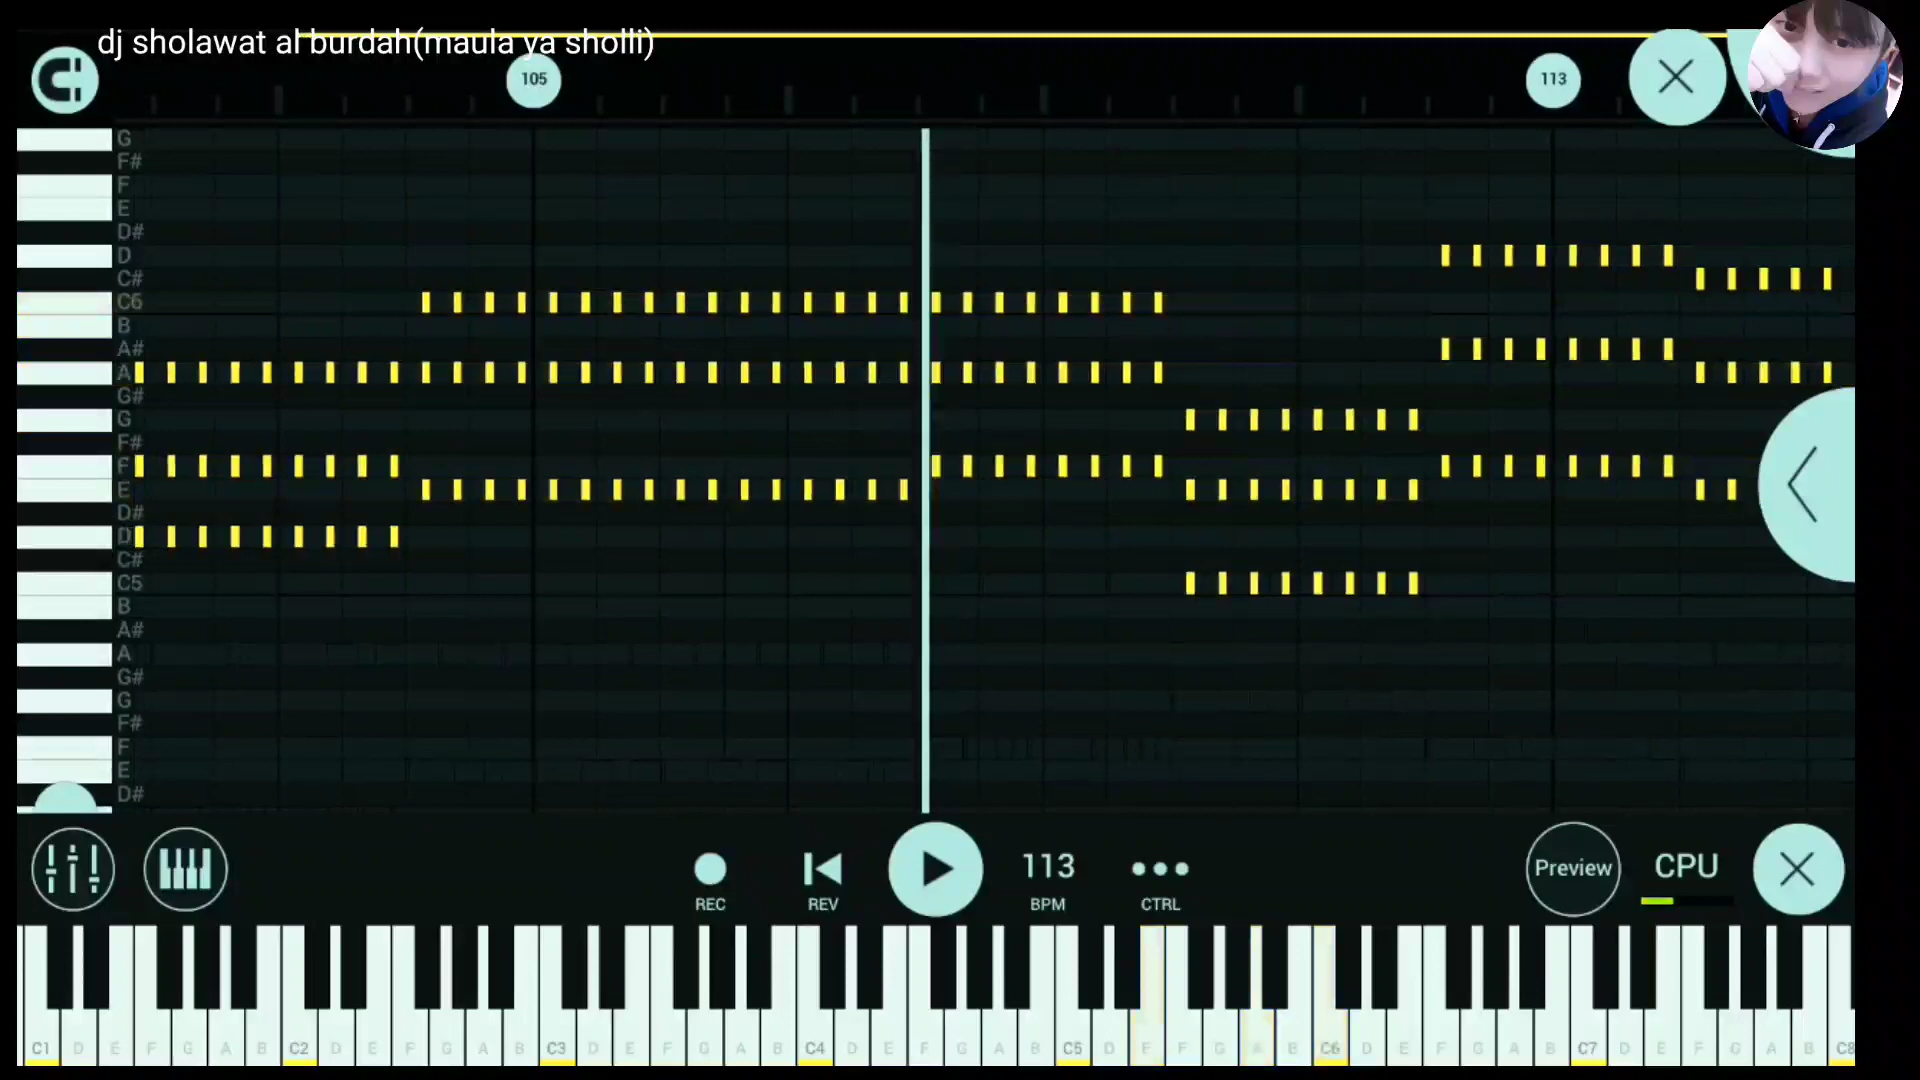 dj sholawat al burdah(maula ya sholli)
105
113
G
F#
F
E
D#
D
C#
C6
B
A#
A
G#
G
F#
F
E
D#
D
C#
C5
B
A#
A
G#
G
F#
F
E
D#
REC
REV
113
BPM
CTRL
Preview
CPU
C1 D E F G A B C2 D E F G A B C3 D E F G A B C4 D E F G A B C5 D E F G A B C6 D E F G A B C7 D E F G A B C8